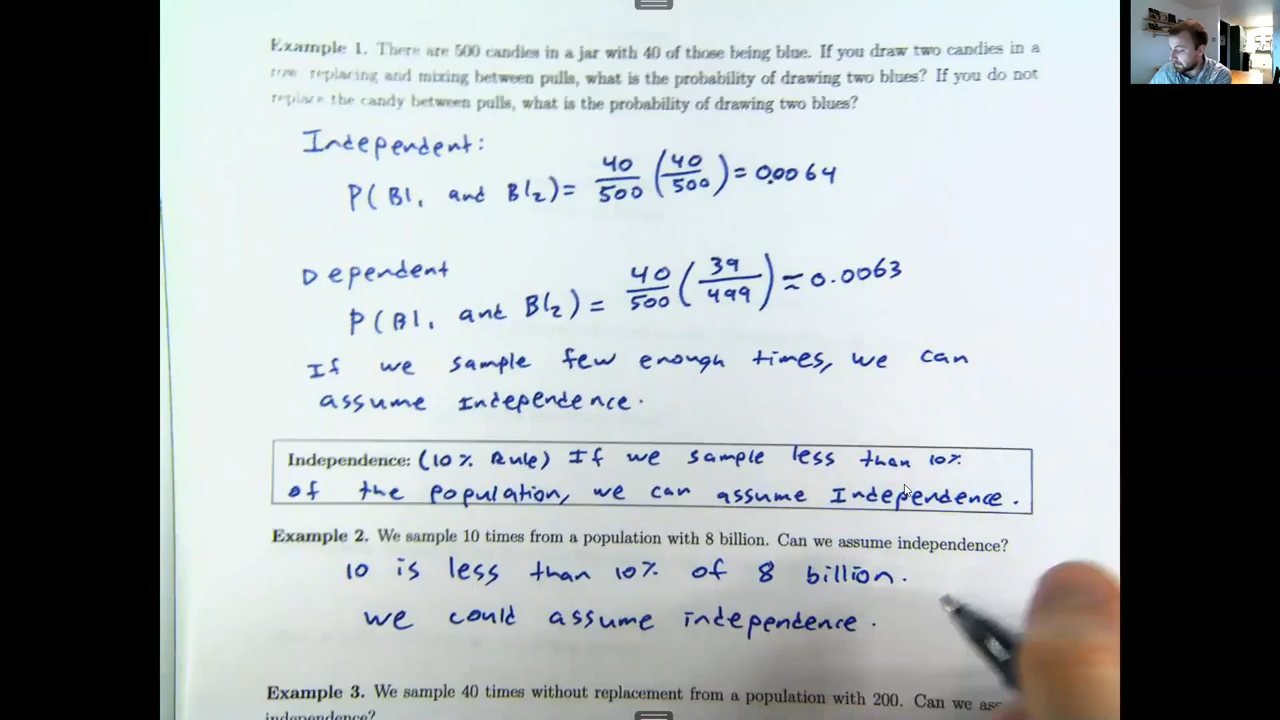 Example 1. There are 500 candies in a jar with 40 of those being blue. If you draw two candies in a
row replacing and mixing between pulls, what is the probability of drawing two blues? If you do not
replace the candy between pulls, what is the probability of drawing two blues?
Independent:
P(Bl₁ and Bl₂) = 40/500 (40/500) = 0.0064
Dependent
P(Bl₁ and Bl₂) = 40/500 (39/499) ≈ 0.0063
If we sample few enough times, we can
assume Independence.
Independence: (10% Rule) If we sample less than 10%
of the population, we can assume Independence.
Example 2. We sample 10 times from a population with 8 billion. Can we assume independence?
10 is less than 10% of 8 billion.
we could assume independence.
Example 3. We sample 40 times without replacement from a population with 200. Can we ass
independence?